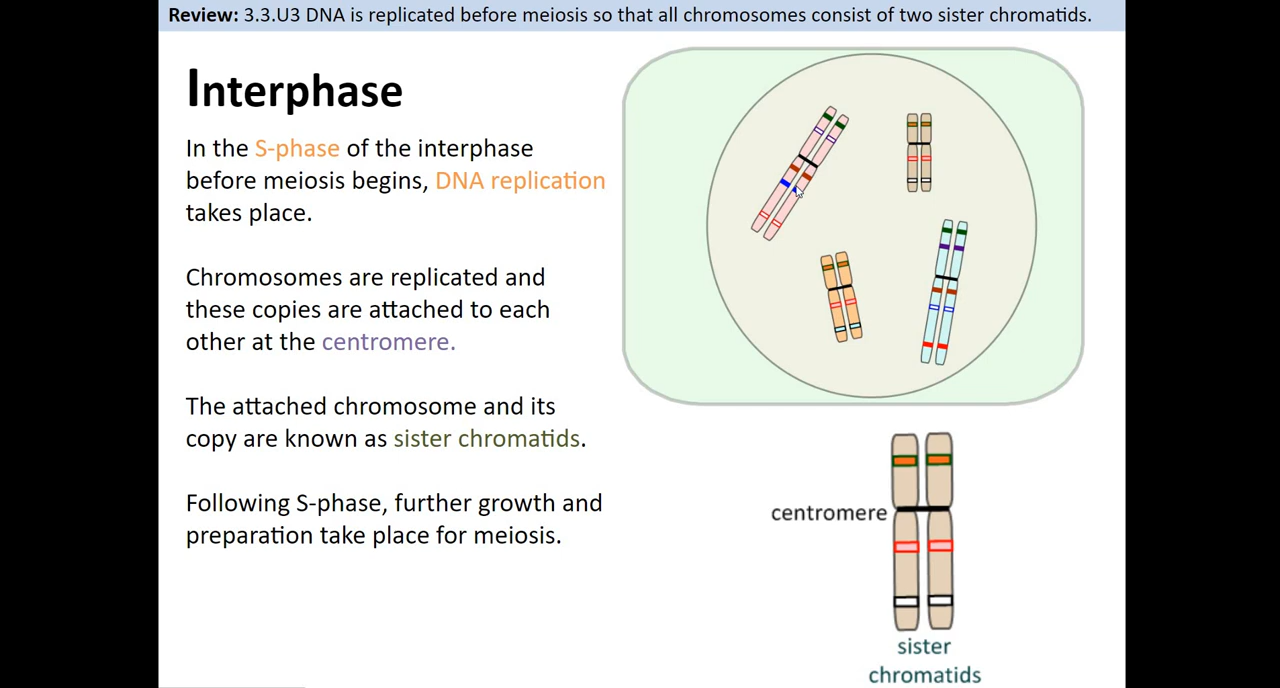 Review: 3.3.U3 DNA is replicated before meiosis so that all chromosomes consist of two sister chromatids.
Interphase
In the S-phase of the interphase
before meiosis begins, DNA replication
takes place.
Chromosomes are replicated and
these copies are attached to each
other at the centromere.
The attached chromosome and its
copy are known as sister chromatids.
Following S-phase, further growth and
preparation take place for meiosis.
centromere
sister
chromatids